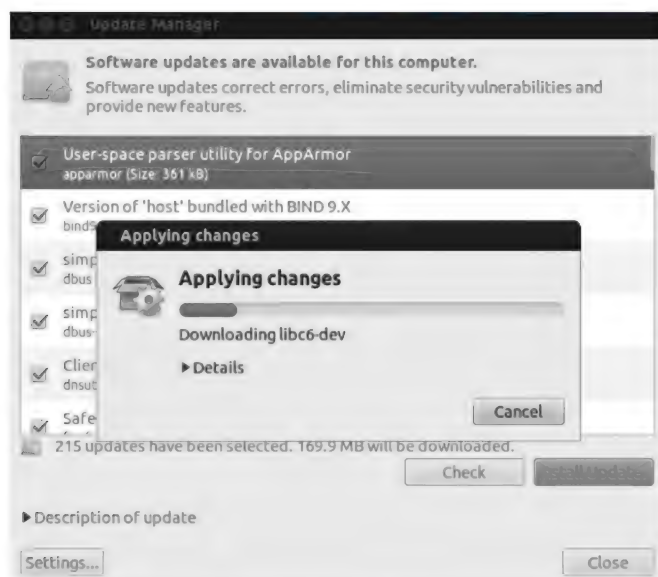 Update Manager
Software updates are available for this computer.
Software updates correct errors, eliminate security vulnerabilities and
provide new features.
User-space parser utility for AppArmor
apparmor (Size: 361 kB)
Version of 'host' bundled with BIND 9.X
Applying changes
Applying changes
dbus
Downloading libc6-dev
Details
Cancel
215 updates have been selected. 169.9 MB will be downloaded.
Check
Install Updates
Description of update
Settings...
Close